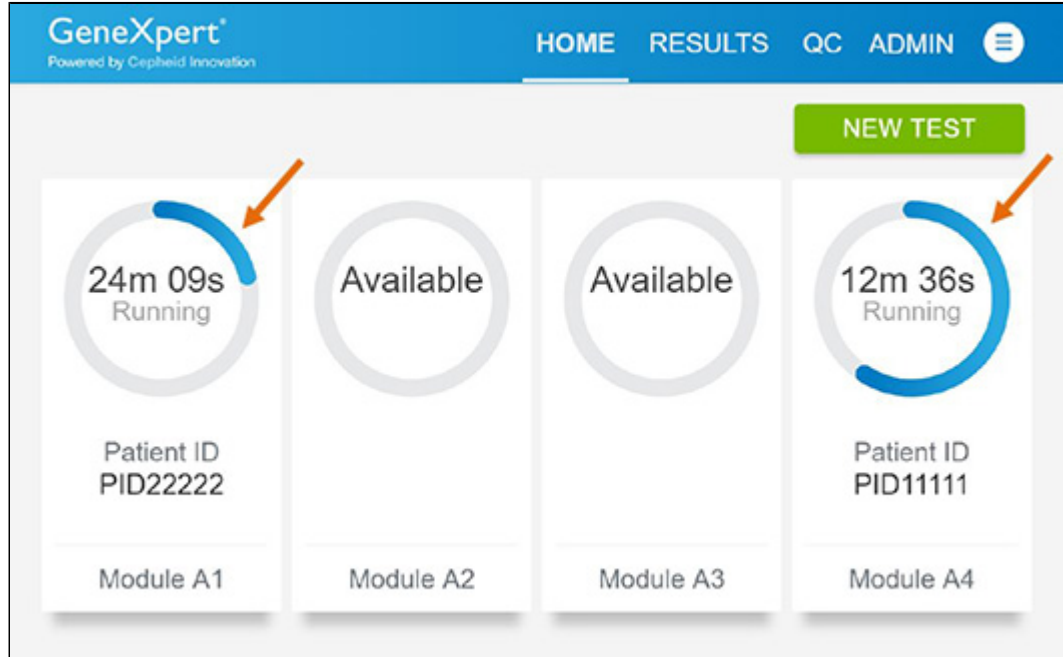 GeneXpert®
Powered by Cepheid Innovation
HOME RESULTS QC ADMIN
NEW TEST
24m 09s
Running
Patient ID
PID22222
Module A1
Available
Module A2
Available
Module A3
12m 36s
Running
Patient ID
PID11111
Module A4